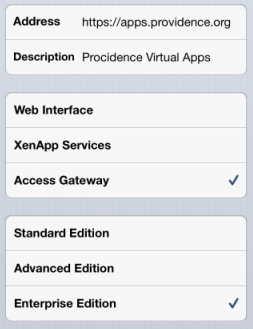 Address https://apps.providence.org
Description Procidence Virtual Apps
Web Interface
XenApp Services
Access Gateway
Standard Edition
Advanced Edition
Enterprise Edition